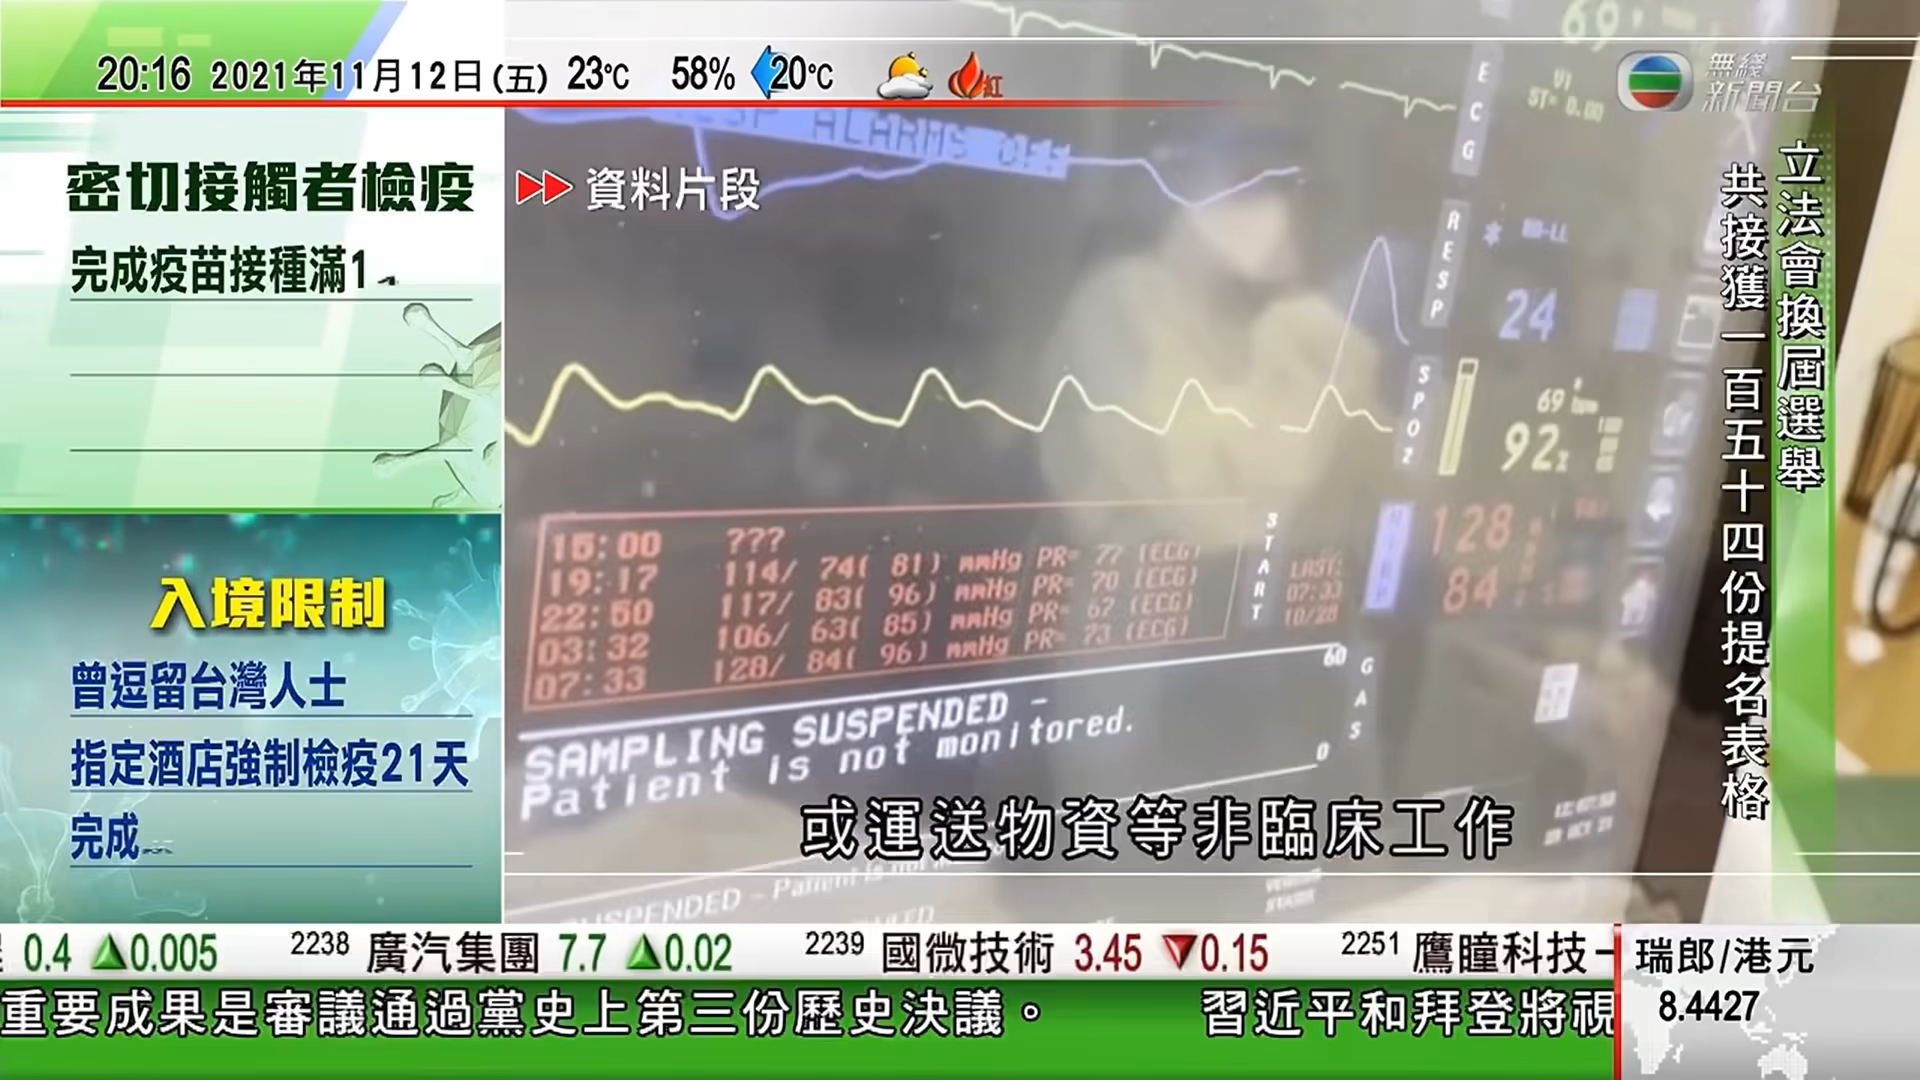 20:16 2021年11月12日(五) 23°C 58% 20°C 紅
無綫
新聞台
密切接觸者檢疫
完成疫苗接種滿1
入境限制
曾逗留台灣人士
指定酒店強制檢疫21天
完成
資料片段
ALARMS OFF
ECG
RESP
24
SPO2
69
92%
15:00 ???
19:17 114/ 74( 81) mmHg PR= 77 (ECG)
22:50 117/ 83( 96) mmHg PR= 70 (ECG)
03:32 106/ 63( 85) mmHg PR= 67 (ECG)
07:33 128/ 84( 96) mmHg PR= 73 (ECG)
START
LAST:
07:33
10/28
128
84
SAMPLING SUSPENDED -
Patient is not monitored.
60
0
GAS
立法會換屆選舉
共接獲一百五十四份提名表格
或運送物資等非臨床工作
0.4 ▲0.005 2238 廣汽集團 7.7 ▲0.02 2239 國微技術 3.45 ▼0.15 2251 鷹瞳科技-
重要成果是審議通過黨史上第三份歷史決議。 習近平和拜登將視
瑞郎/港元
8.4427